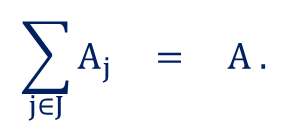 ∑_{j∈J} A_j = A .